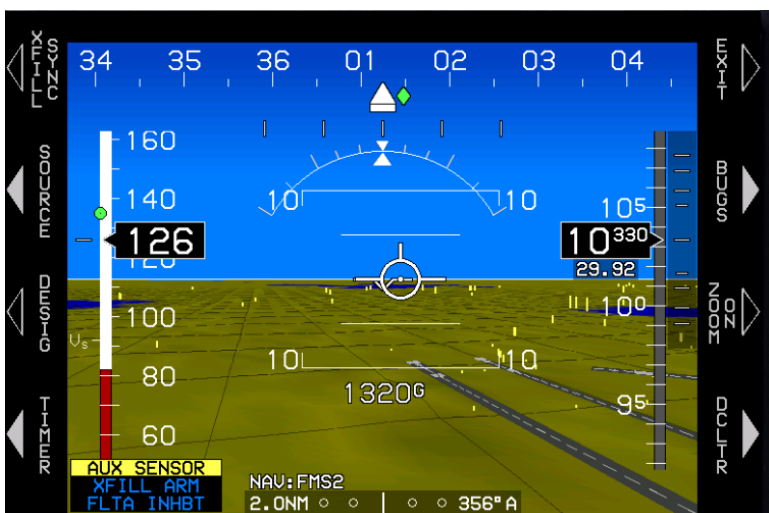 XFILL SYNC
EXIT
34 35 36 01 02 03 04
SOURCE
BUGS
160
140
126
120
100
80
60
10 10
10 10
105
10330
29.92
100
95
DESIG
ZOOM ON
Vs
1320G
TIMER
DCLTR
AUX SENSOR
XFILL ARM
FLTA INHBT
NAV:FMS2
2.0NM 356° A